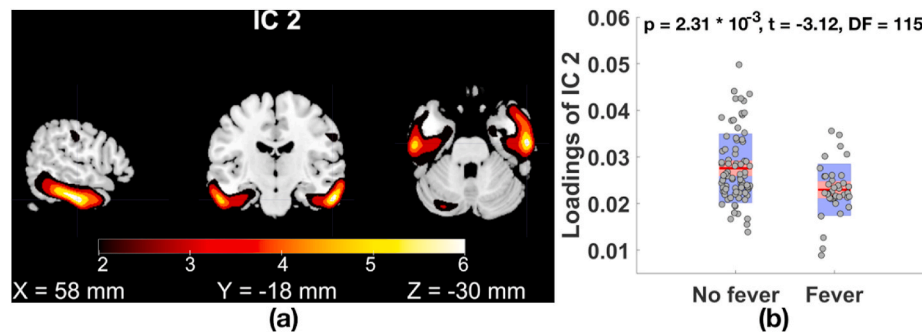 IC 2
2 3 4 5 6
X = 58 mm Y = -18 mm Z = -30 mm
(a)
p = 2.31 * 10^-3, t = -3.12, DF = 115
Loadings of IC 2
0.06
0.05
0.04
0.03
0.02
0.01
No fever Fever
(b)